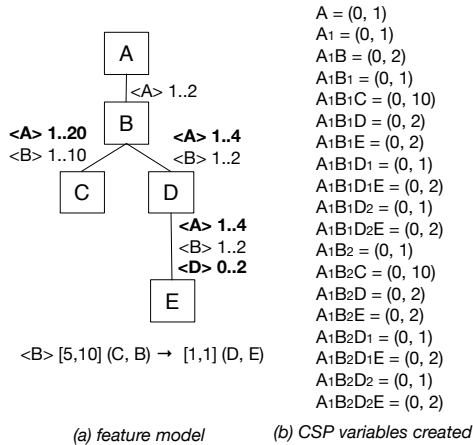 A
<A> 1..2
B
<A> 1..20
<B> 1..10
<A> 1..4
<B> 1..2
C
D
<A> 1..4
<B> 1..2
<D> 0..2
E
<B> [5,10] (C, B) → [1,1] (D, E)
(a) feature model
A = (0, 1)
A1 = (0, 1)
A1B = (0, 2)
A1B1 = (0, 1)
A1B1C = (0, 10)
A1B1D = (0, 2)
A1B1E = (0, 2)
A1B1D1 = (0, 1)
A1B1D1E = (0, 2)
A1B1D2 = (0, 1)
A1B1D2E = (0, 2)
A1B2 = (0, 1)
A1B2C = (0, 10)
A1B2D = (0, 2)
A1B2E = (0, 2)
A1B2D1 = (0, 1)
A1B2D1E = (0, 2)
A1B2D2 = (0, 1)
A1B2D2E = (0, 2)
(b) CSP variables created